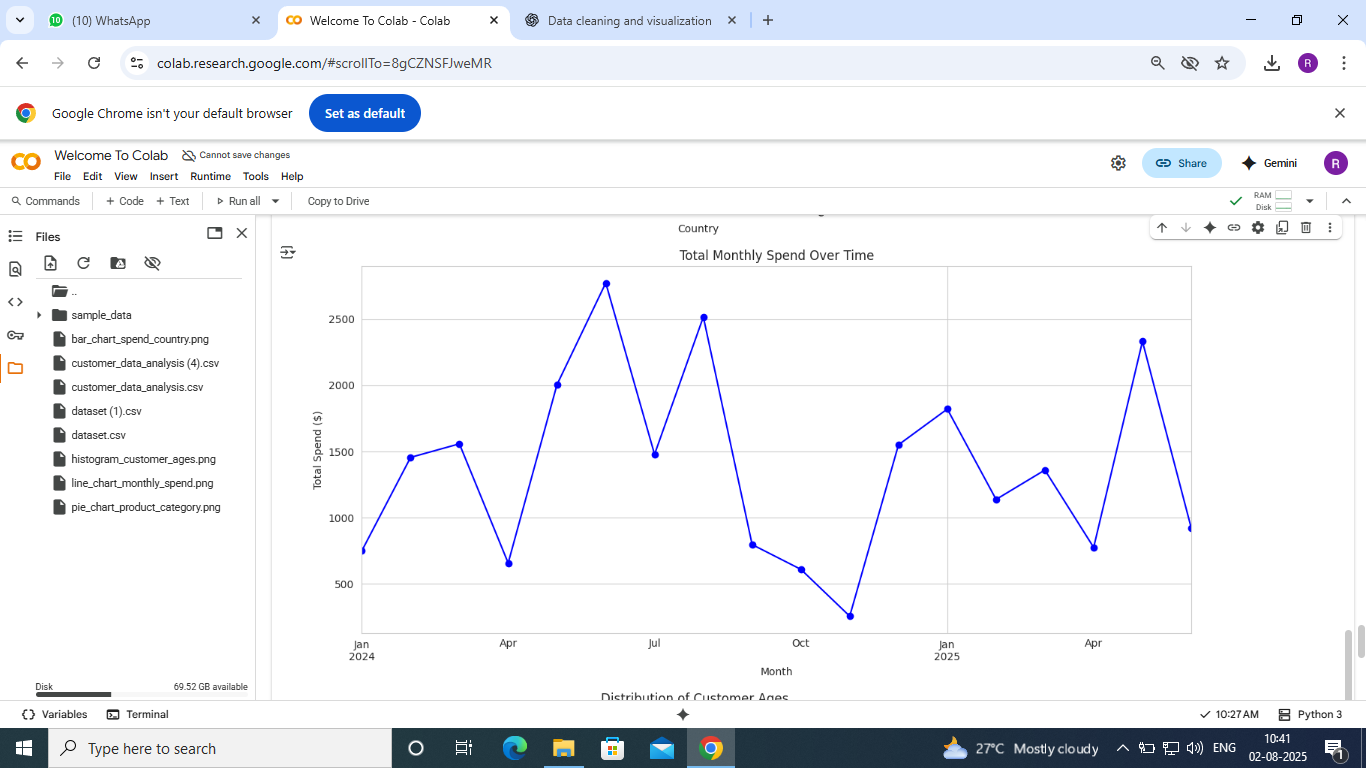 10
(10) WhatsApp
Welcome To Colab - Colab
Data cleaning and visualization
colab.research.google.com/#scrollTo=8gCZNSFJweMR
R
Google Chrome isn't your default browser
Set as default
Welcome To Colab
Cannot save changes
File Edit View Insert Runtime Tools Help
Share
Gemini
R
Commands
+ Code + Text
Run all
Copy to Drive
RAM
Disk
Files
..
sample_data
bar_chart_spend_country.png
customer_data_analysis (4).csv
customer_data_analysis.csv
dataset (1).csv
dataset.csv
histogram_customer_ages.png
line_chart_monthly_spend.png
pie_chart_product_category.png
Disk
69.52 GB available
Country
Total Monthly Spend Over Time
Total Spend ($)
2500
2000
1500
1000
500
Jan
2024
Apr
Jul
Oct
Jan
2025
Apr
Month
Distribution of Customer Ages
Variables
Terminal
10:27 AM
Python 3
Type here to search
27°C Mostly cloudy
ENG
10:41
02-08-2025
1